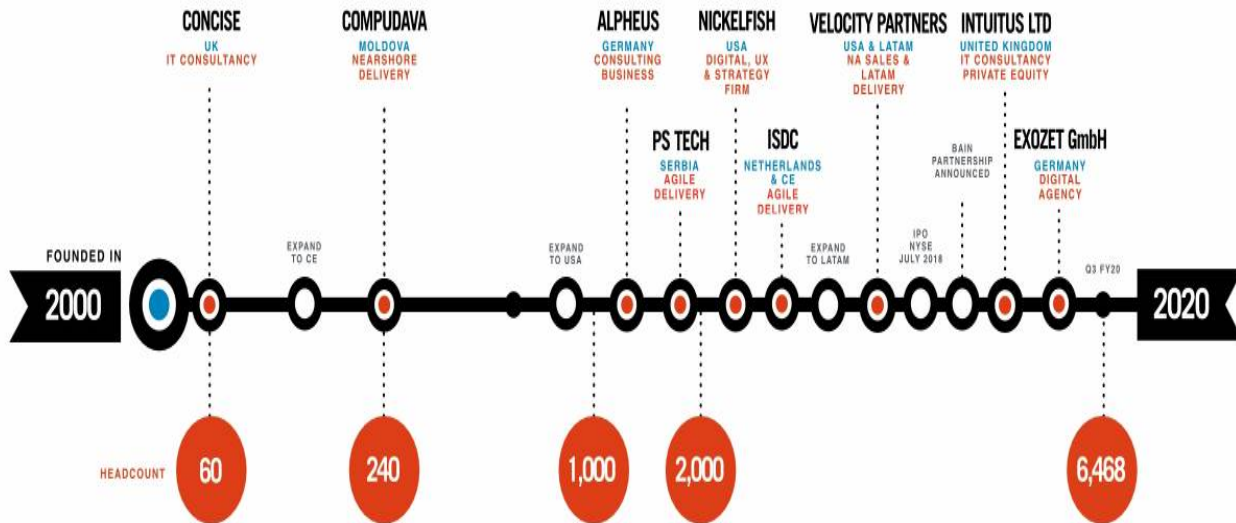 CONCISE
UK
IT CONSULTANCY
COMPUDAVA
MOLDOVA
NEARSHORE
DELIVERY
ALPHEUS
GERMANY
CONSULTING
BUSINESS
NICKELFISH
USA
DIGITAL, UX
& STRATEGY
FIRM
VELOCITY PARTNERS
USA & LATAM
NA SALES &
LATAM
DELIVERY
INTUITUS LTD
UNITED KINGDOM
IT CONSULTANCY
PRIVATE EQUITY
PS TECH
SERBIA
AGILE
DELIVERY
ISDC
NETHERLANDS
& CE
AGILE
DELIVERY
BAIN
PARTNERSHIP
ANNOUNCED
EXOZET GmbH
GERMANY
DIGITAL
AGENCY
FOUNDED IN
2000
EXPAND
TO CE
EXPAND
TO USA
EXPAND
TO LATAM
IPO
NYSE
JULY 2018
Q3 FY20
2020
HEADCOUNT
60
240
1,000
2,000
6,468